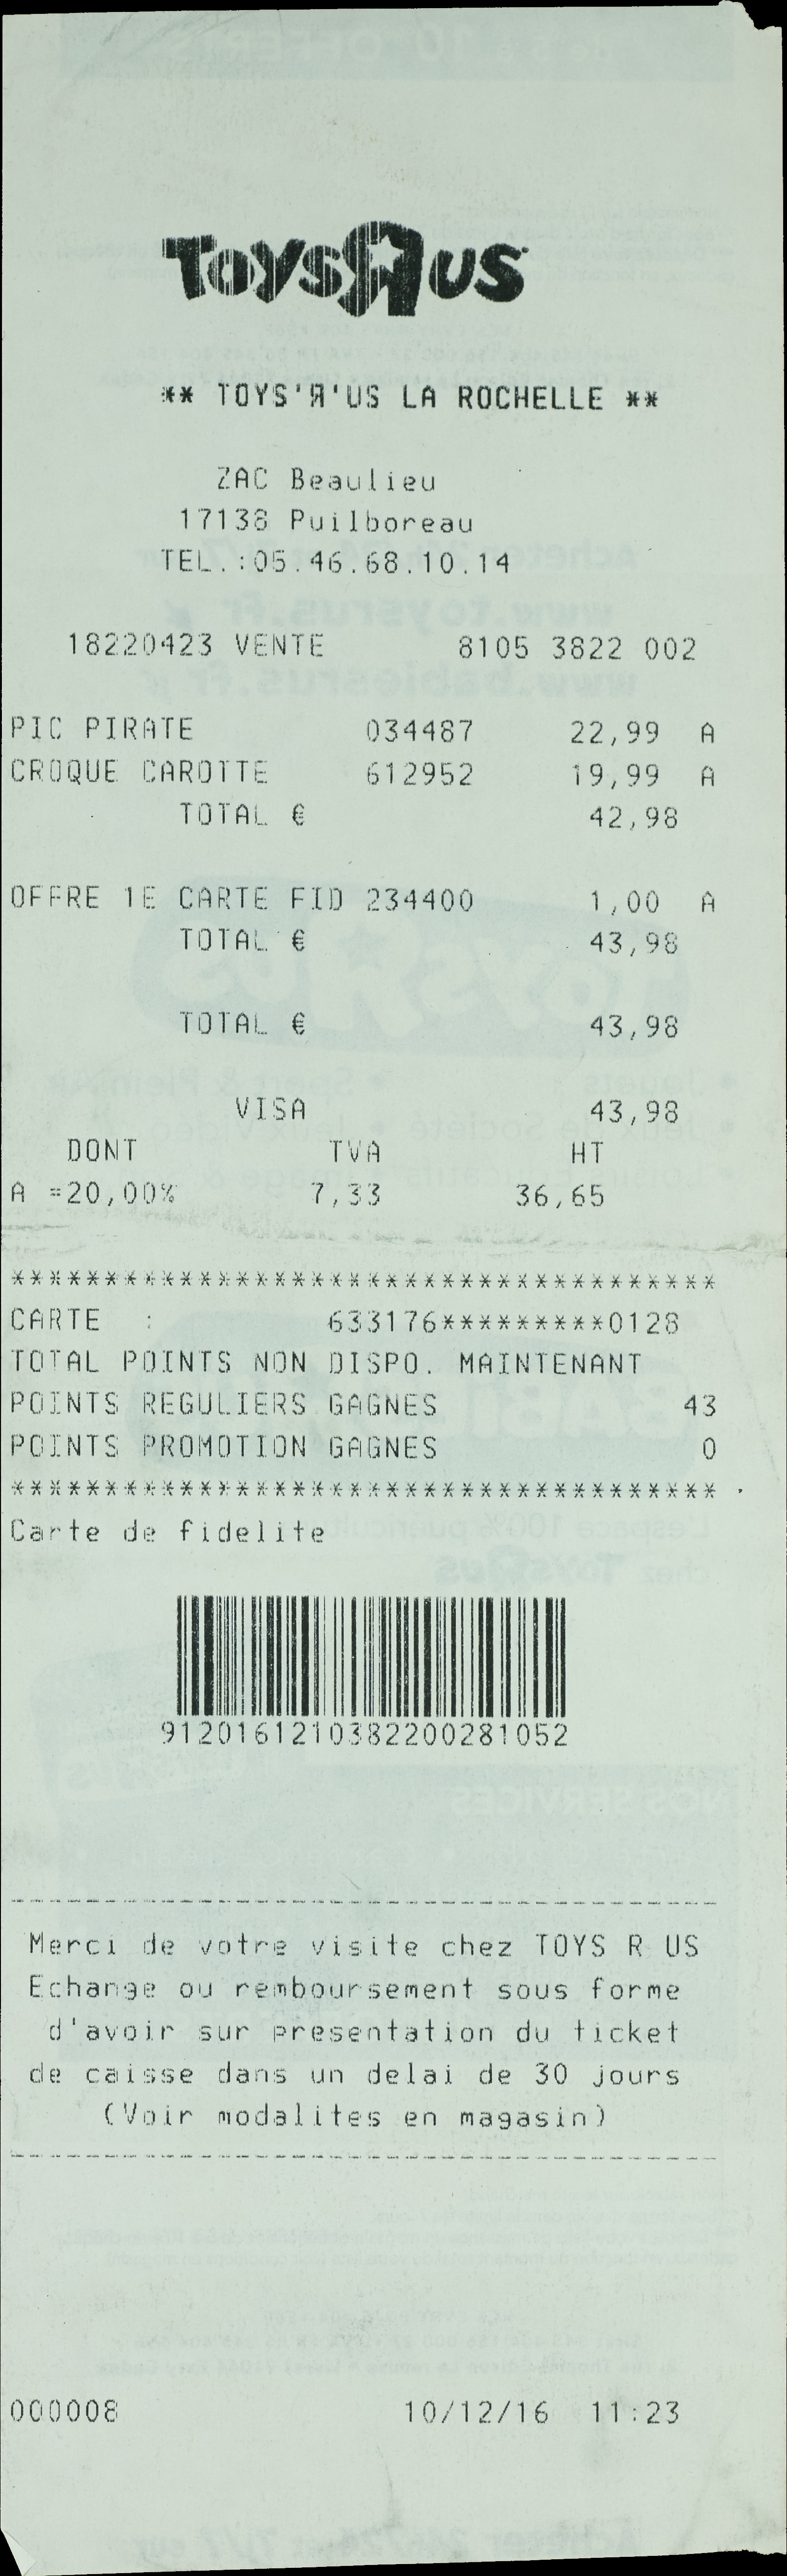 TOYSЯUS
** TOYS'Я'US LA ROCHELLE **
ZAC Beaulieu
17138 Puilboreau
TEL.:05.46.68.10.14
18220423 VENTE 8105 3822 002
PIC PIRATE 034487 22,99 A
CROQUE CAROTTE 612952 19,99 A
TOTAL € 42,98
OFFRE 1E CARTE FID 234400 1,00 A
TOTAL € 43,98
TOTAL € 43,98
VISA 43,98
DONT TVA HT
A =20,00% 7,33 36,65
**************************************
CARTE : 633176*********0128
TOTAL POINTS NON DISPO. MAINTENANT
POINTS REGULIERS GAGNES 43
POINTS PROMOTION GAGNES 0
**************************************
Carte de fidelite
9120161210382200281052
--------------------------------------
Merci de votre visite chez TOYS R US
Echange ou remboursement sous forme
d'avoir sur presentation du ticket
de caisse dans un delai de 30 jours
(Voir modalites en magasin)
--------------------------------------
000008 10/12/16 11:23